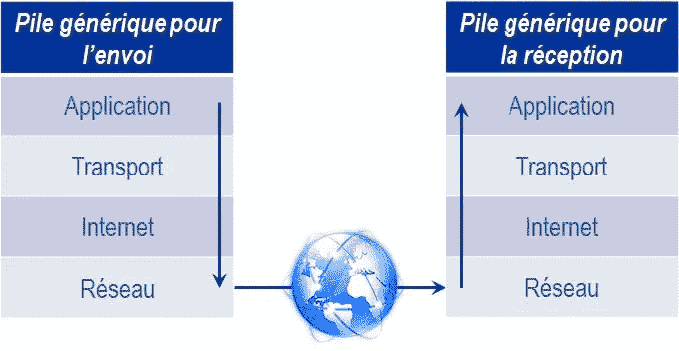 Pile générique pour
l'envoi
Application
Transport
Internet
Réseau
Pile générique pour
la réception
Application
Transport
Internet
Réseau